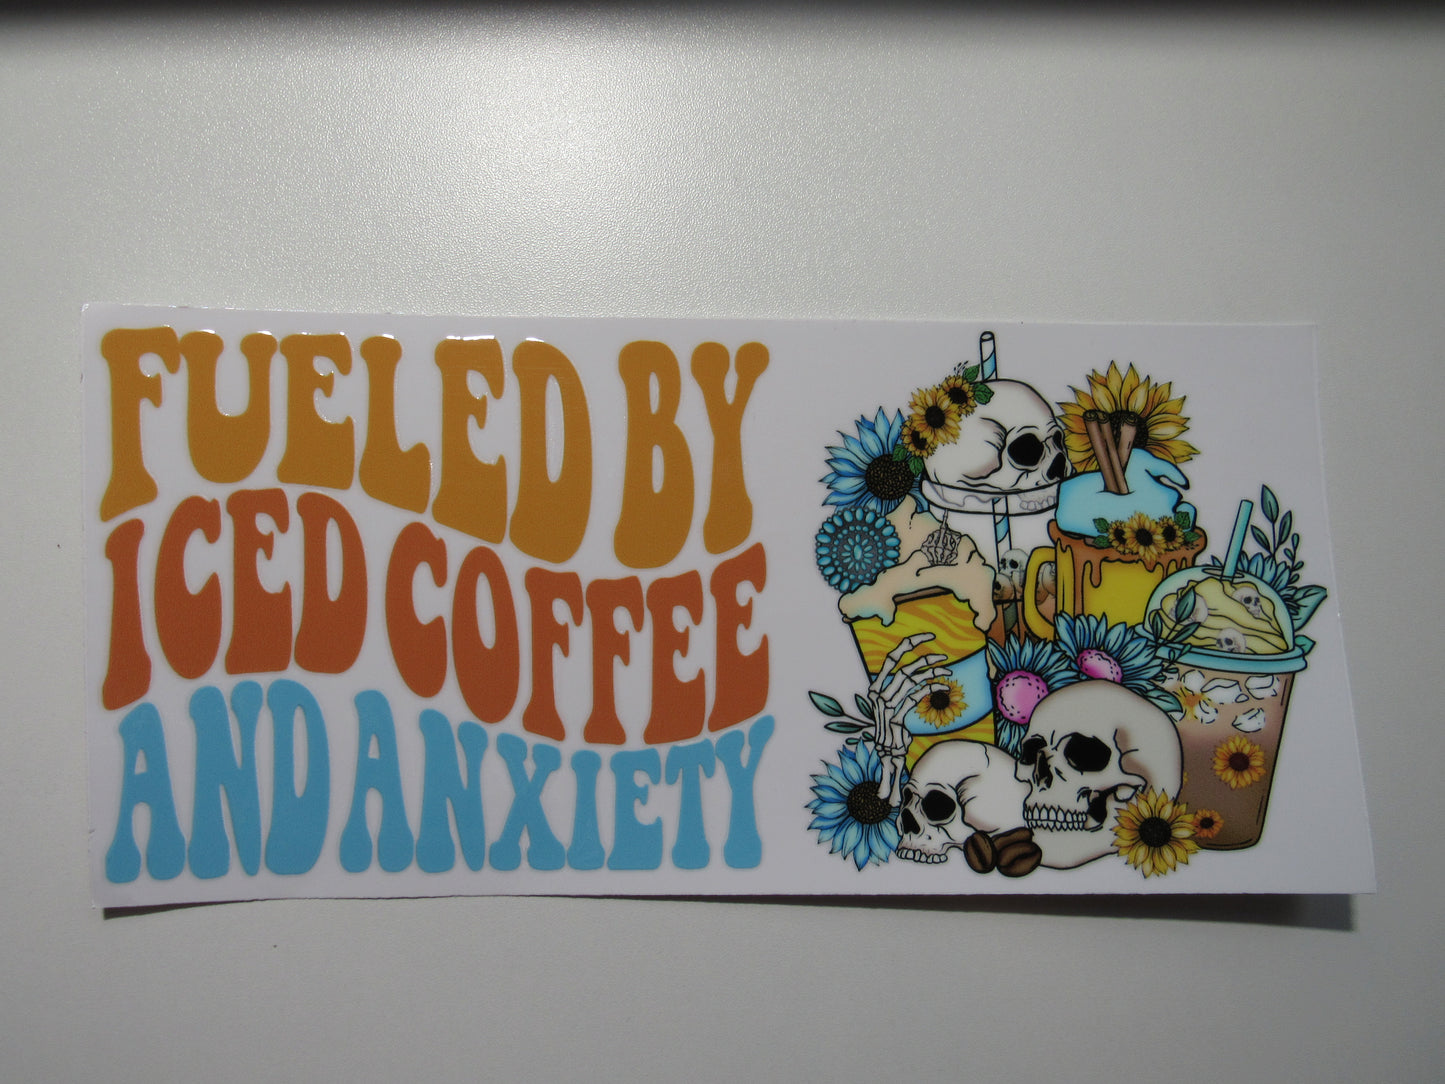 FUELED BY
ICED COFFEE
AND ANXIETY